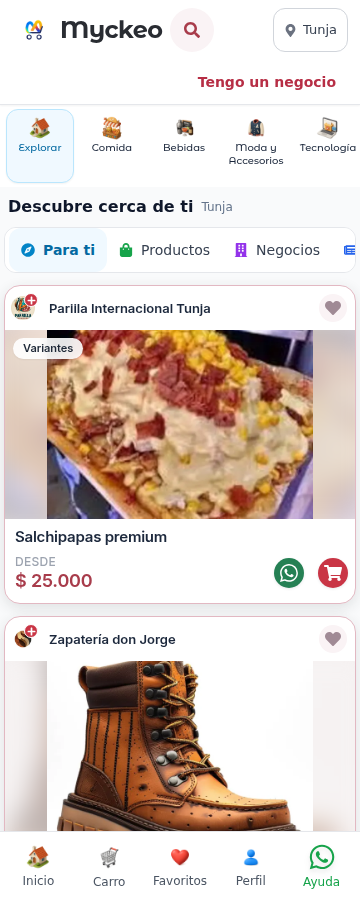 Myckeo
Tunja
Tengo un negocio
Explorar
Comida
Bebidas
Moda y
Accesorios
Tecnología
Descubre cerca de ti Tunja
Para ti
Productos
Negocios
Parilla Internacional Tunja
Variantes
Salchipapas premium
DESDE
$ 25.000
Zapatería don Jorge
Inicio
Carro
Favoritos
Perfil
Ayuda